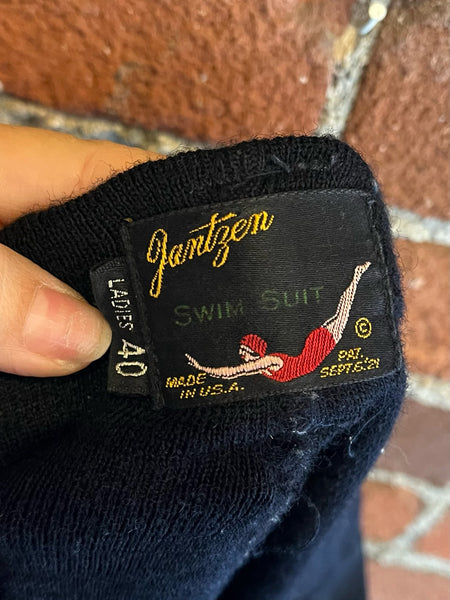 Jantzen
SWIM SUIT
MADE
IN U.S.A.
©
PAT.
SEPT.6,'21
LADIES 40